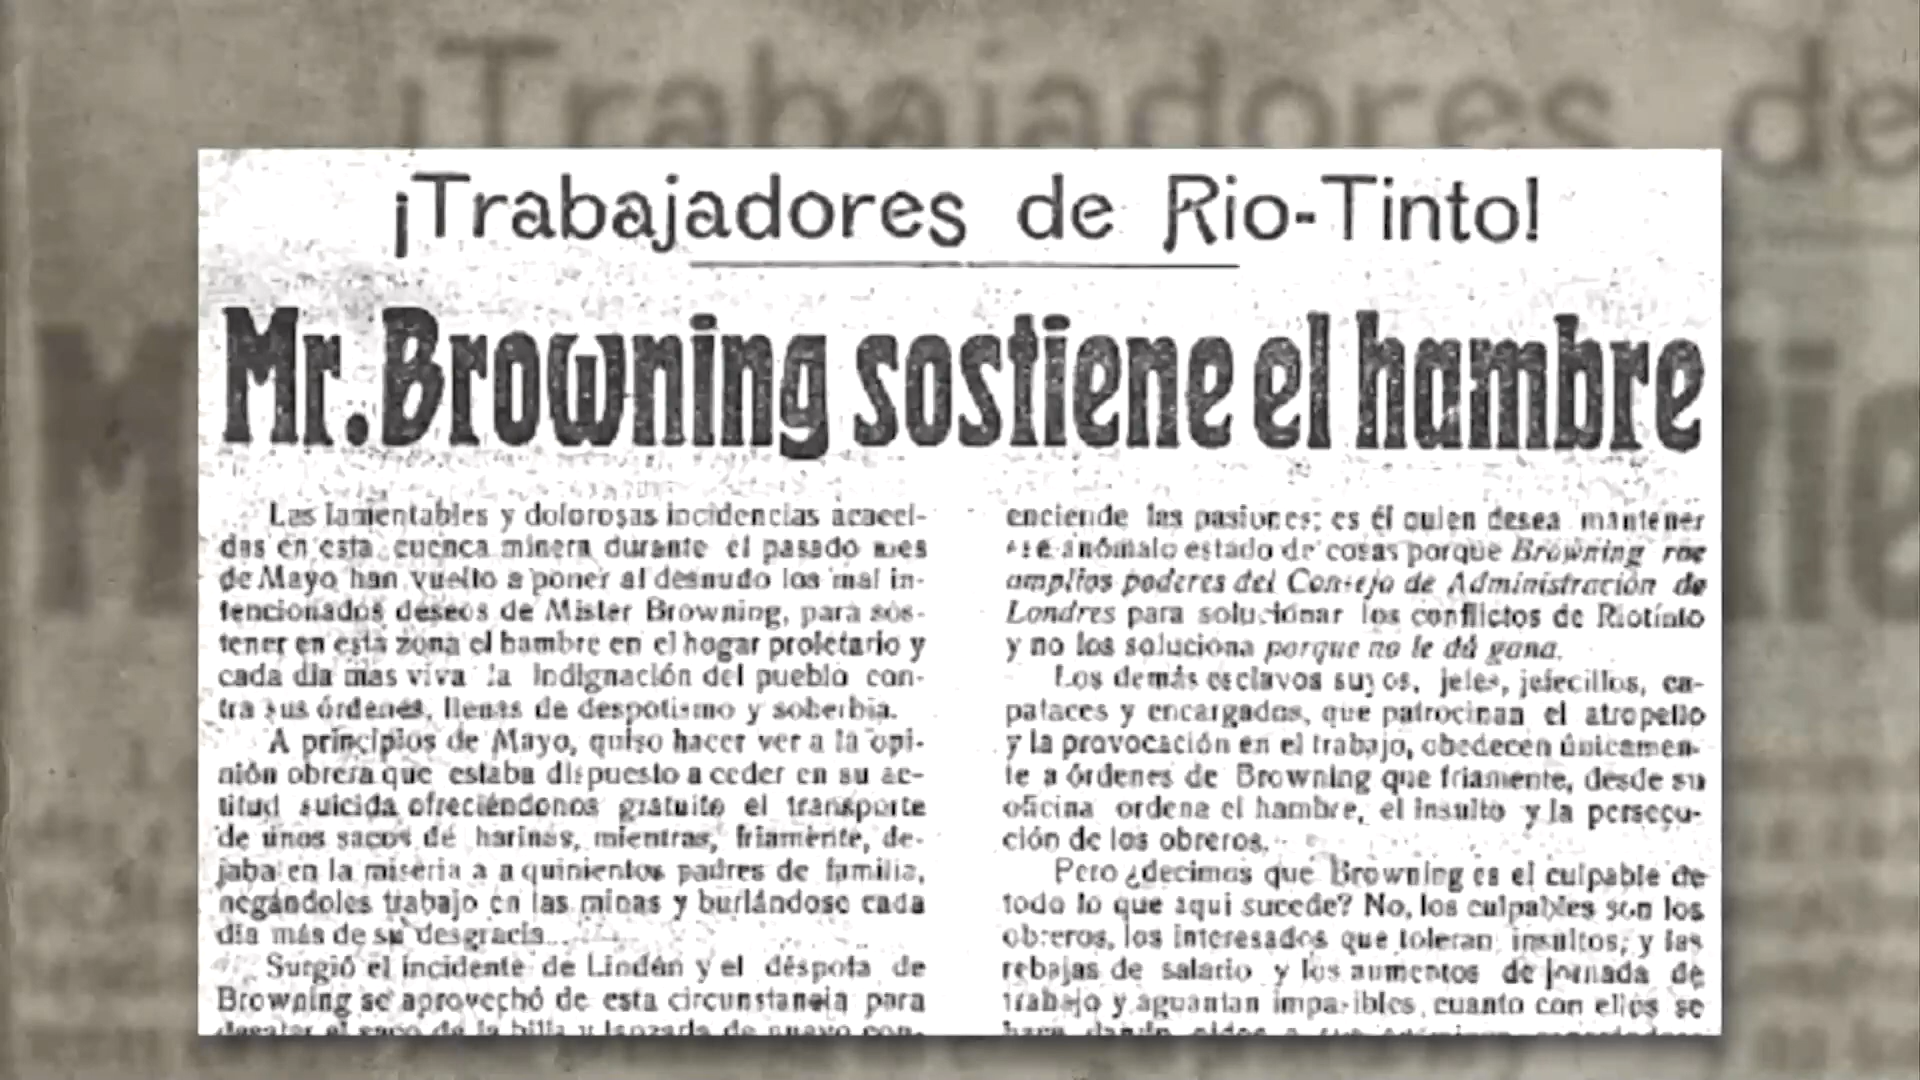 ¡Trabajadores de Rio-Tinto!
Mr. Browning sostiene el hambre
Las lamentables y dolorosas incidencias acaeci-
das en esta cuenca minera durante el pasado mes
de Mayo han vuelto a poner al desnudo los mal in-
tencionados deseos de Mister Browning, para sos-
tener en esta zona el hambre en el hogar proletario y
cada dia mas viva la indignación del pueblo con-
tra sus órdenes, llenas de despotismo y soberbia.
A principios de Mayo, quiso hacer ver a la opi-
nión obrera que estaba dispuesto a ceder en su ac-
titud suicida ofreciéndonos gratuito el transporte
de unos sacos de harinas, mientras, friamente, de-
jaba en la miseria a a quinientos padres de familia,
negándoles trabajo en las minas y burlándose cada
dia más de su desgracia...
Surgió el incidente de Lindán y el déspota de
Browning se aprovechó de esta circunstancia para
enciende las pasiones; es él quien desea mantener
anómalo estado de cosas porque Browning
amplios poderes del Consejo de Administración de
Londres para solucionar los conflictos de Riotinto
y no los soluciona porque no le dá gana.
Los demás esclavos suyos, jefes, jefecillos, ca-
pataces y encargados, que patrocinan el atropello
y la provocación en el trabajo, obedecen únicamen-
te a órdenes de Browning que friamente, desde su
oficina ordena el hambre, el insulto y la persecu-
ción de los obreros.
Pero ¿decimos que Browning es el culpable de
todo lo que aqui sucede? No, los culpables son los
obreros, los interesados que toleran insultos, y las
rebajas de salario y los aumentos de jornada de
trabajo y aguantan impasibles, cuanto con ellos se